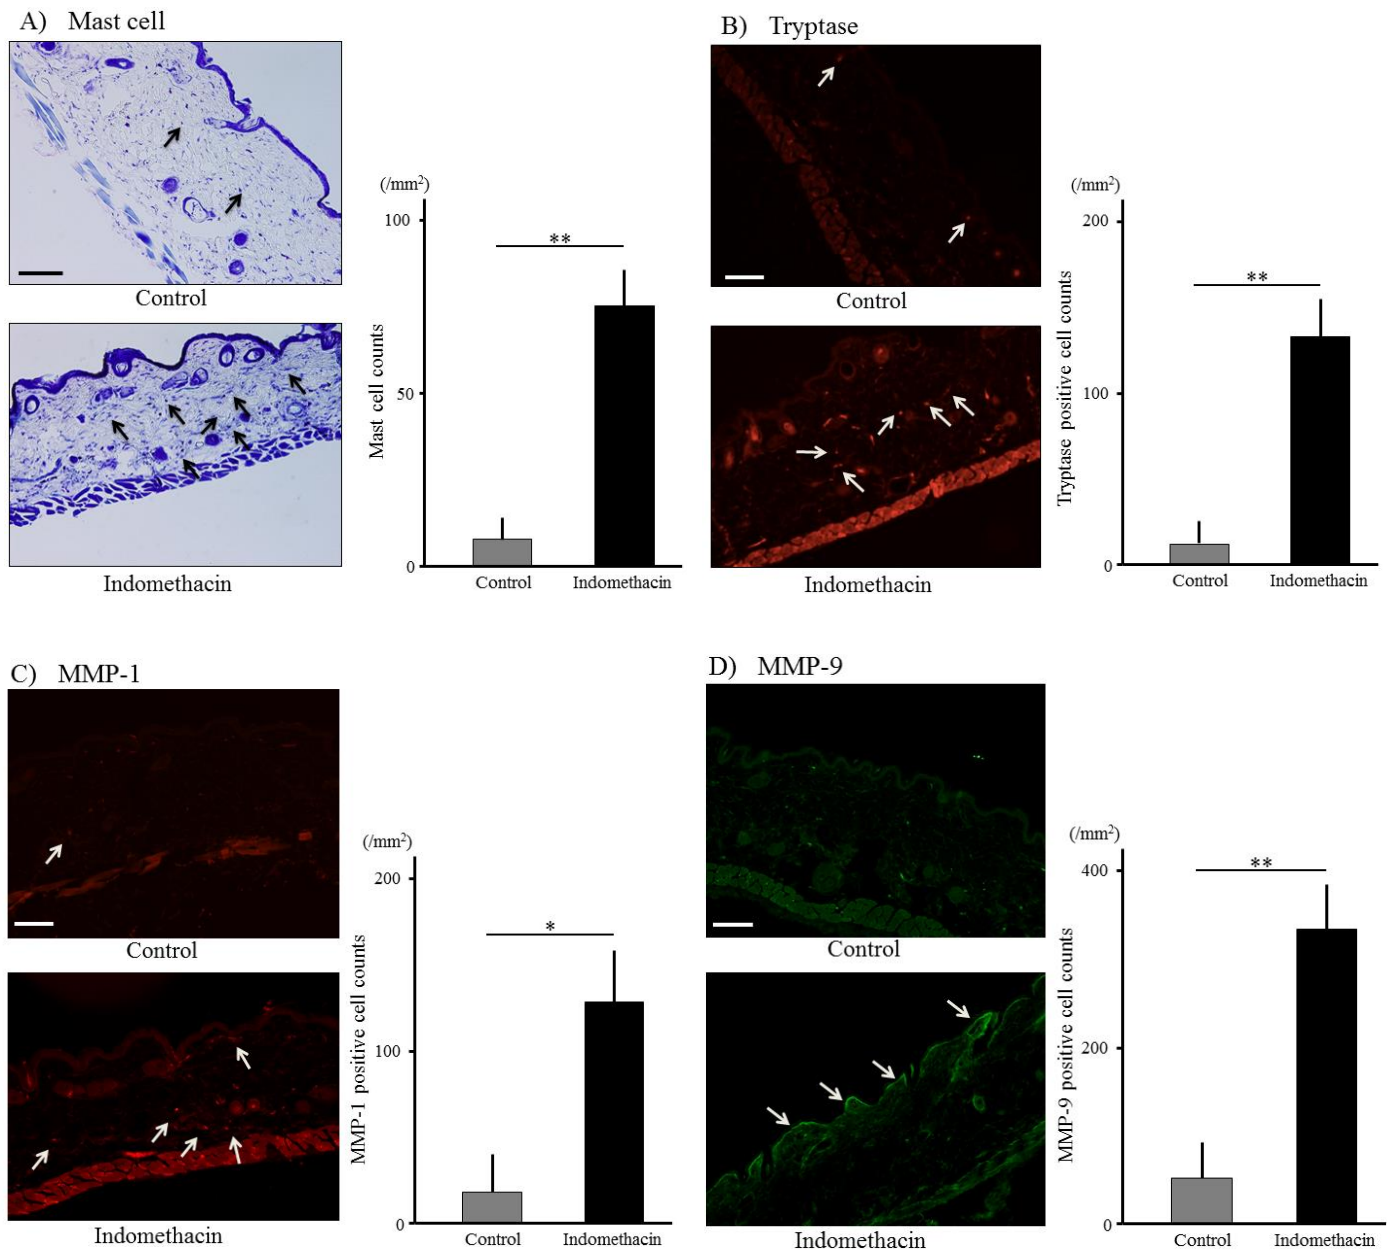 A) Mast cell
Control
Indomethacin
(/mm²)
100
50
0
Mast cell counts
**
Control
Indomethacin
B) Tryptase
Control
Indomethacin
(/mm²)
200
100
0
Tryptase positive cell counts
**
Control
Indomethacin
C) MMP-1
Control
Indomethacin
(/mm²)
200
100
0
MMP-1 positive cell counts
*
Control
Indomethacin
D) MMP-9
Control
Indomethacin
(/mm²)
400
200
0
MMP-9 positive cell counts
**
Control
Indomethacin